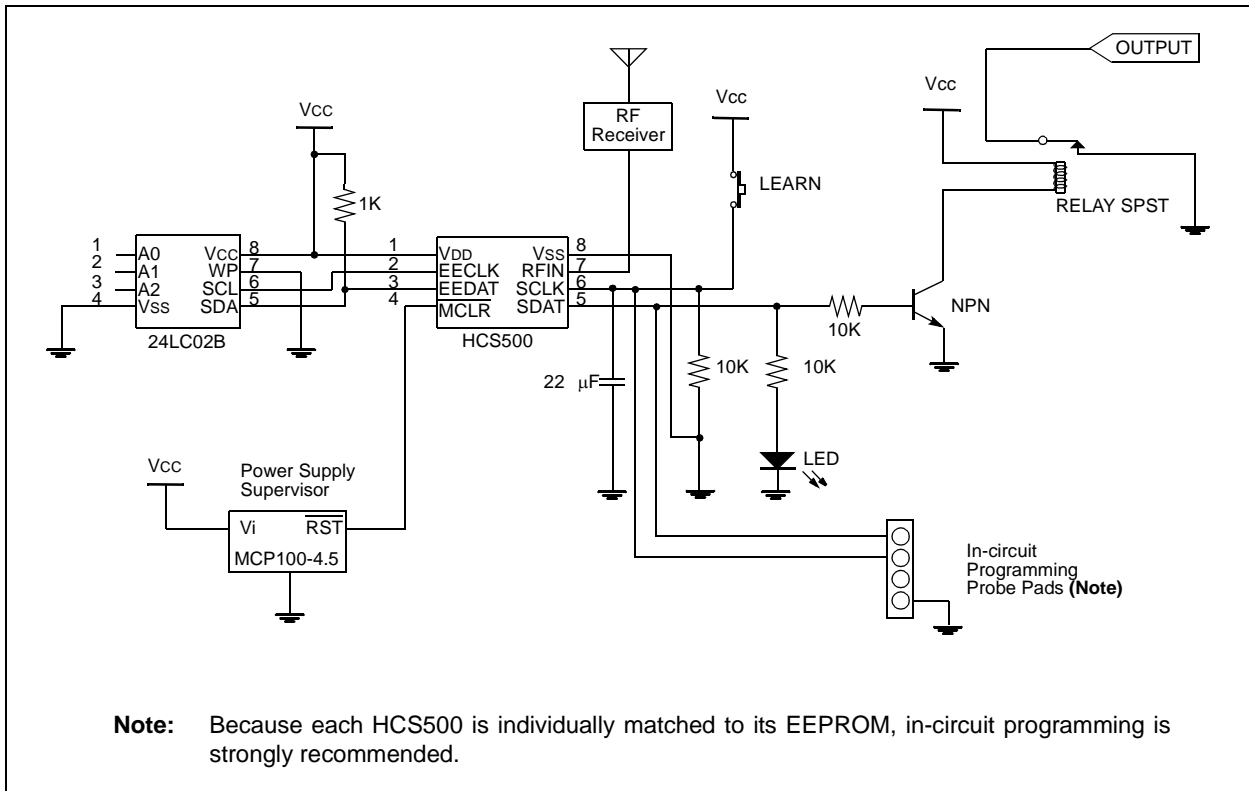 OUTPUT
VCC
VCC
VCC
RF
Receiver
LEARN
1K
RELAY SPST
1 A0 VCC 8
2 A1 WP 7
3 A2 SCL 6
4 VSS SDA 5
24LC02B
1 VDD VSS 8
2 EECLK RFIN 7
3 EEDAT SCLK 6
4 MCLR SDAT 5
HCS500
10K
NPN
22 µF
10K
10K
LED
VCC
Power Supply
Supervisor
Vi RST
MCP100-4.5
In-circuit
Programming
Probe Pads (Note)
Note: Because each HCS500 is individually matched to its EEPROM, in-circuit programming is
strongly recommended.